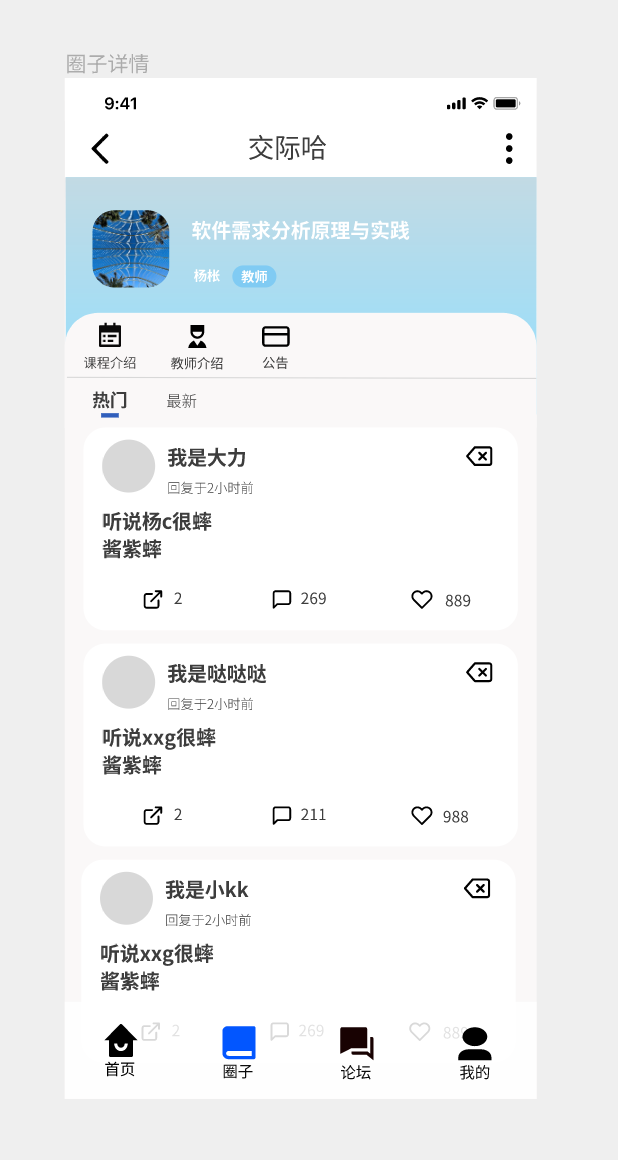 圈子详情
9:41
交际哈
软件需求分析原理与实践
杨枨 教师
课程介绍 教师介绍 公告
热门 最新
我是大力
回复于2小时前
听说杨c很蟀
酱紫蟀
2 269 889
我是哒哒哒
回复于2小时前
听说xxg很蟀
酱紫蟀
2 211 988
我是小kk
回复于2小时前
听说xxg很蟀
酱紫蟀
2 269
首页 圈子 论坛 我的